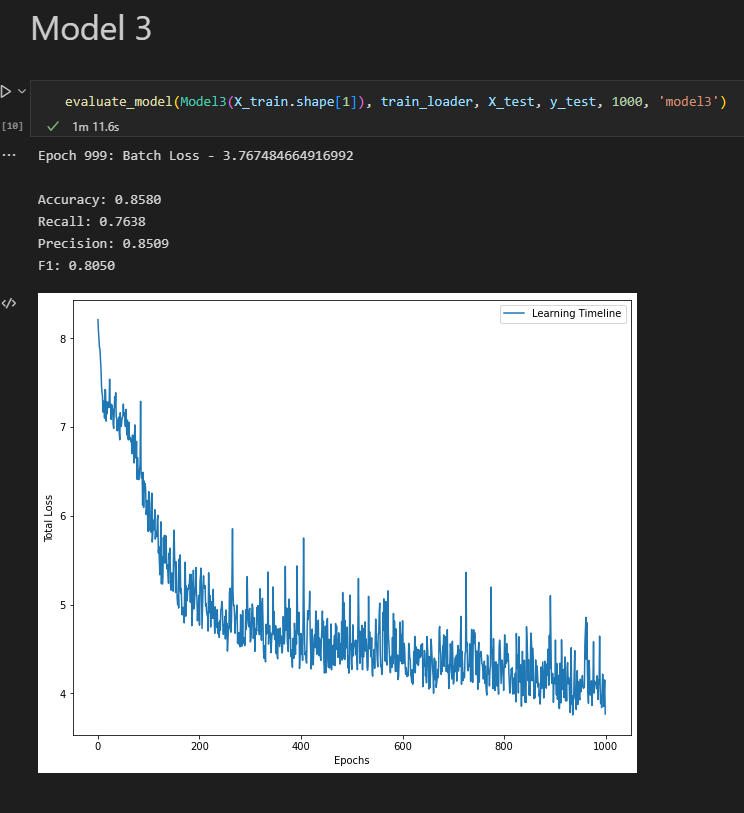 Model 3
evaluate_model(Model3(X_train.shape[1]), train_loader, X_test, y_test, 1000, 'model3')
[10]
1m 11.6s
...
Epoch 999: Batch Loss - 3.767484664916992
Accuracy: 0.8580
Recall: 0.7638
Precision: 0.8509
F1: 0.8050
</>
Learning Timeline
8
7
6
5
4
Total Loss
0 200 400 600 800 1000
Epochs